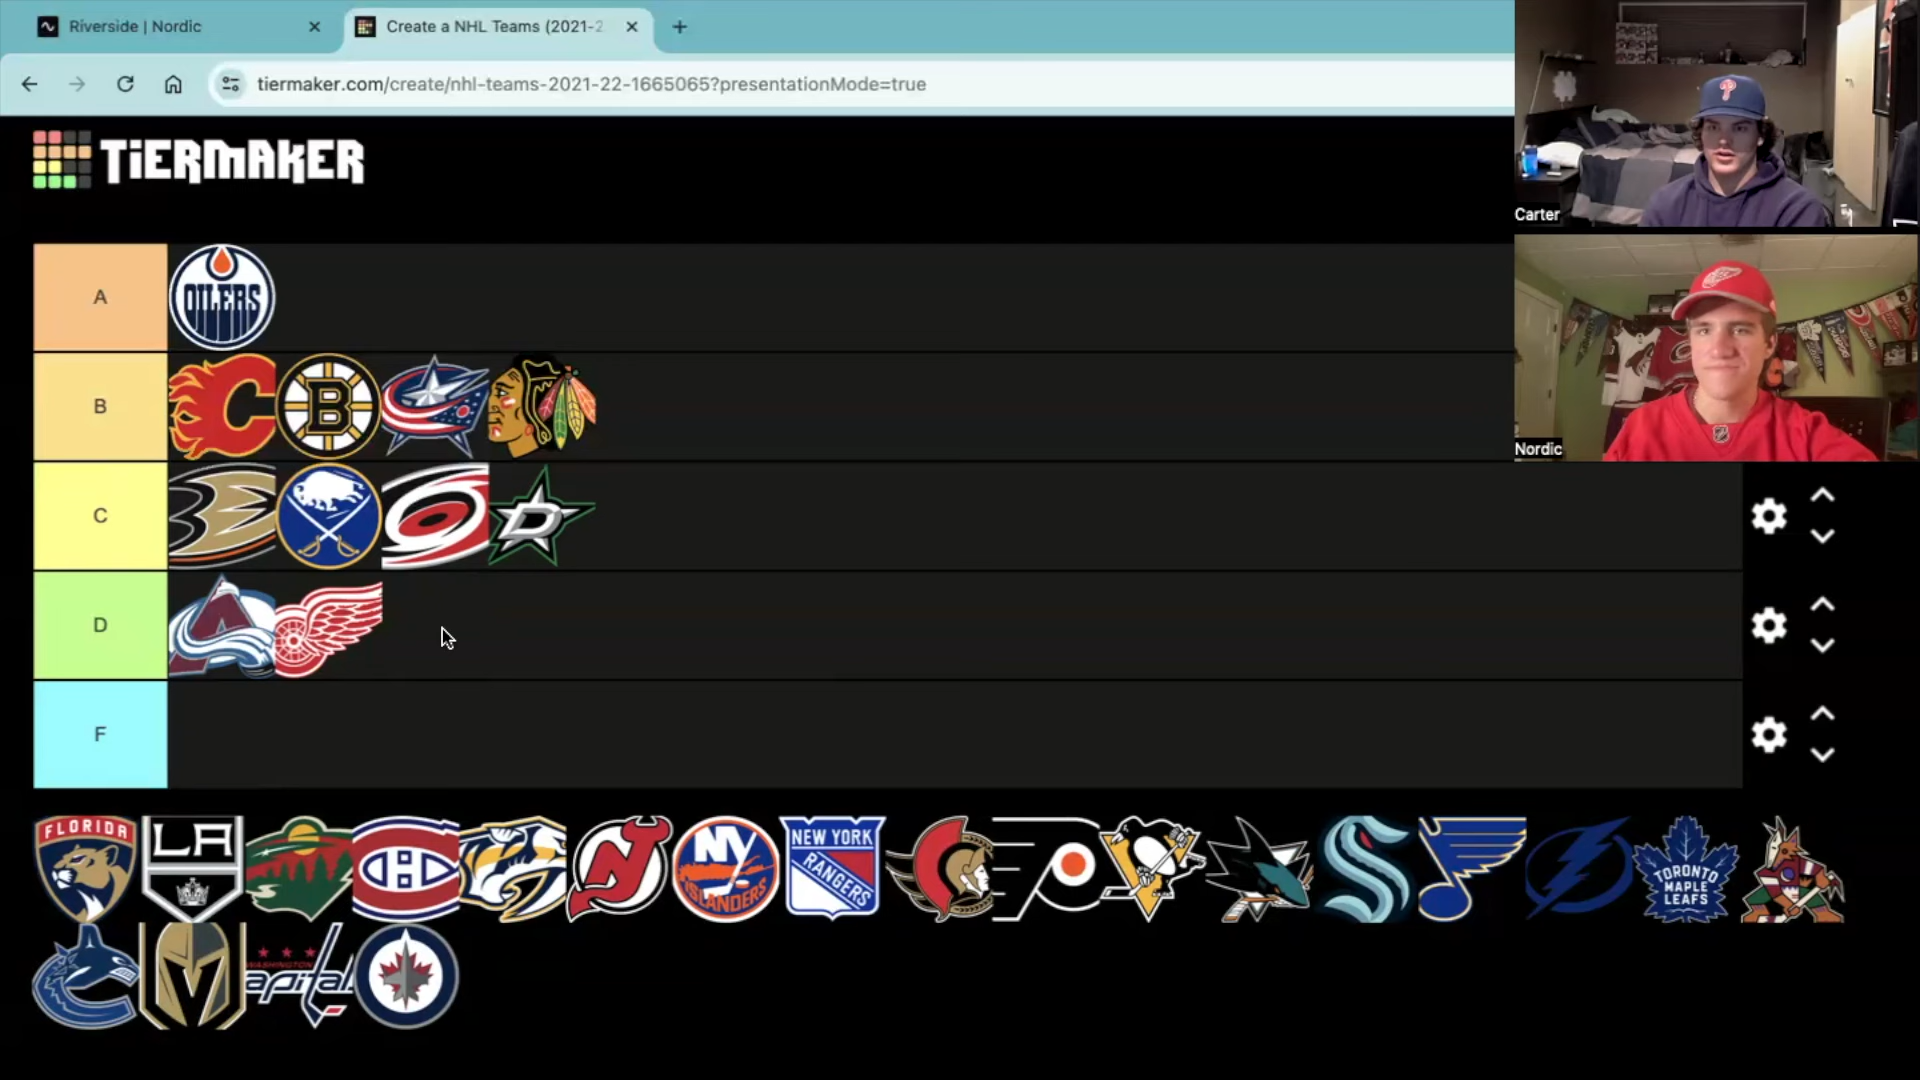 Riverside | Nordic
Create a NHL Teams (2021-2
tiermaker.com/create/nhl-teams-2021-22-1665065?presentationMode=true
TiERMAKER
Carter
Nordic
A
OILERS
B
C
B
C
D
D
F
FLORIDA
LA
NY
ISLANDERS
NEW YORK
RANGERS
TORONTO
MAPLE
LEAFS
WASHINGTON
capitals